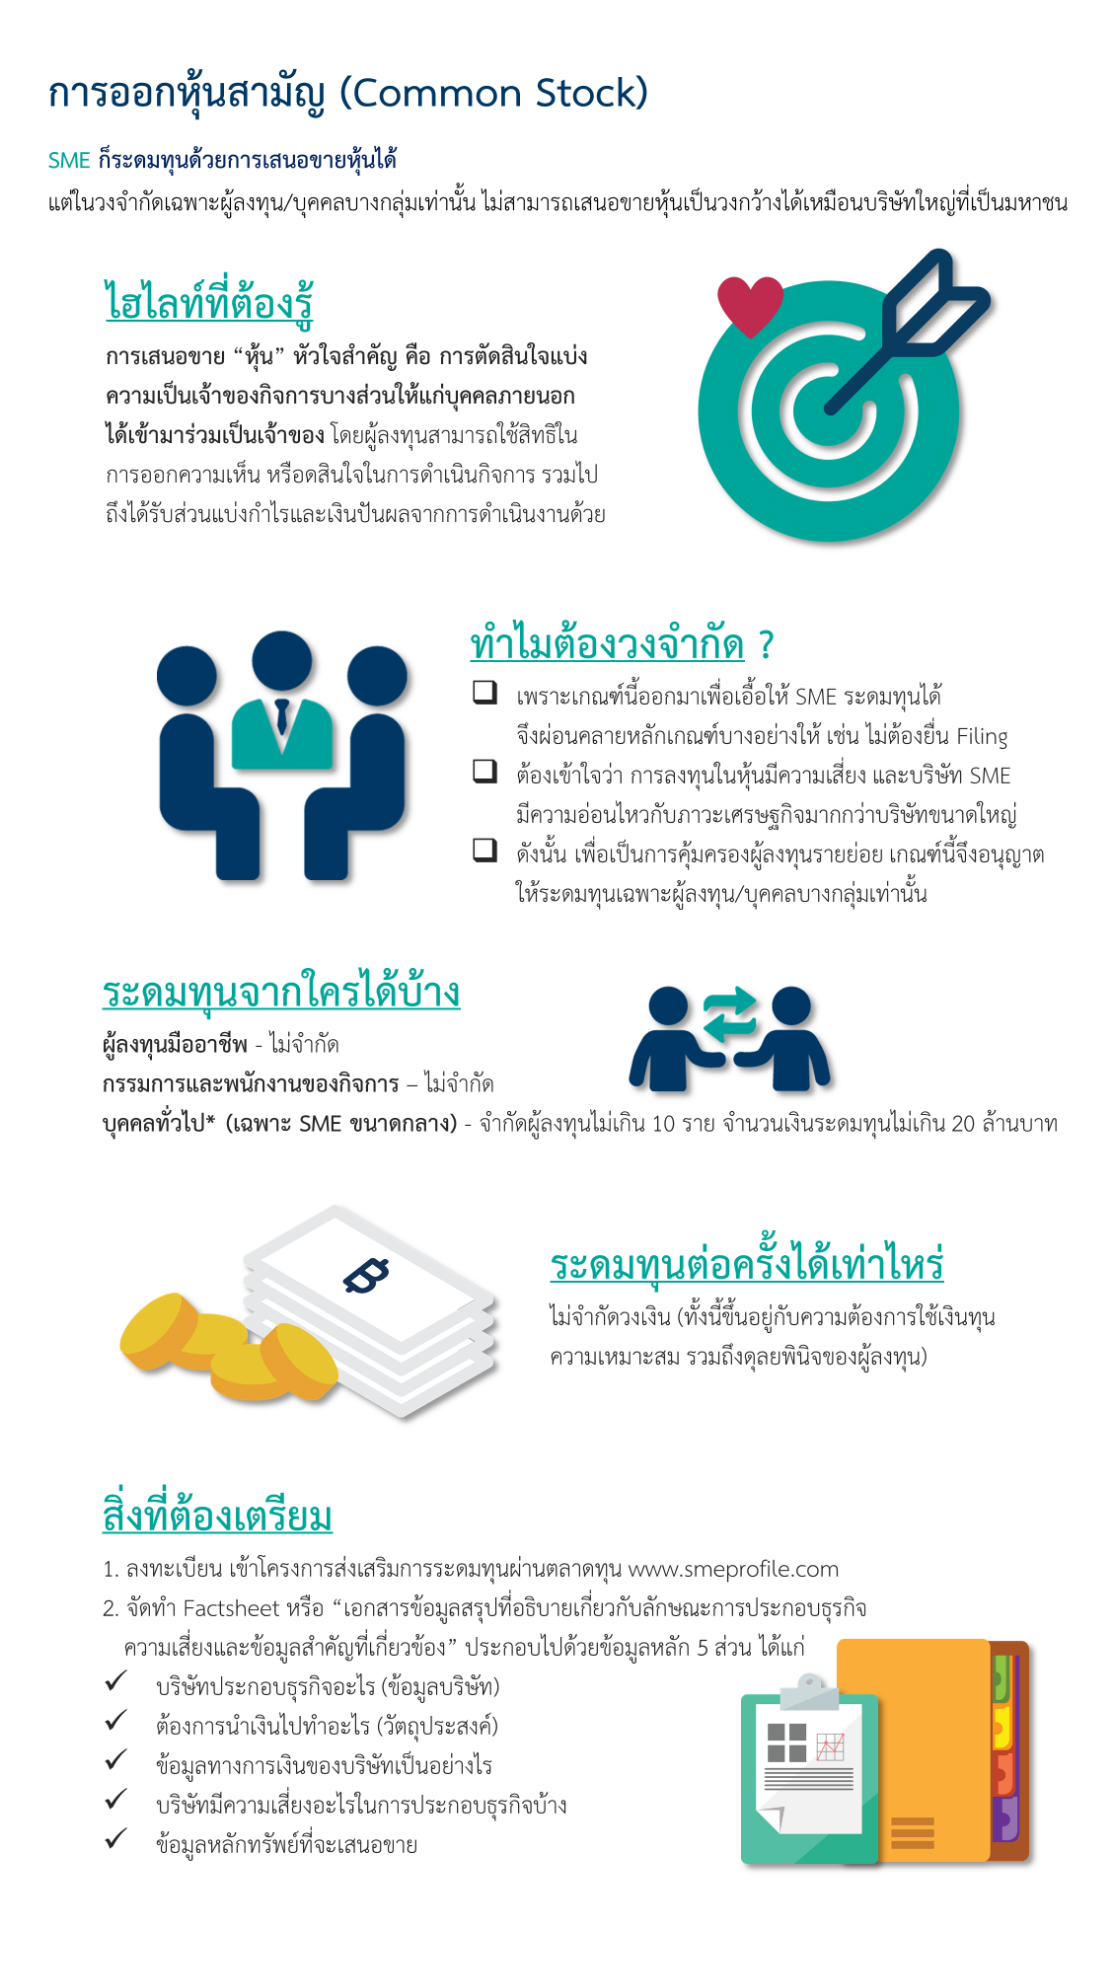 การออกหุ้นสามัญ (Common Stock)
SME ก็ระดมทุนด้วยการเสนอขายหุ้นได้
แต่ในวงจำกัดเฉพาะผู้ลงทุน/บุคคลบางกลุ่มเท่านั้น ไม่สามารถเสนอขายหุ้นเป็นวงกว้างได้เหมือนบริษัทใหญ่ที่เป็นมหาชน
ไฮไลท์ที่ต้องรู้
การเสนอขาย “หุ้น” หัวใจสำคัญ คือ การตัดสินใจแบ่ง
ความเป็นเจ้าของกิจการบางส่วนให้แก่บุคคลภายนอก
ได้เข้ามาร่วมเป็นเจ้าของ โดยผู้ลงทุนสามารถใช้สิทธิใน
การออกความเห็น หรือตสินใจในการดำเนินกิจการ รวมไป
ถึงได้รับส่วนแบ่งกำไรและเงินปันผลจากการดำเนินงานด้วย
ทำไมต้องวงจำกัด ?
❑ เพราะเกณฑ์นี้ออกมาเพื่อเอื้อให้ SME ระดมทุนได้
จึงผ่อนคลายหลักเกณฑ์บางอย่างให้ เช่น ไม่ต้องยื่น Filing
❑ ต้องเข้าใจว่า การลงทุนในหุ้นมีความเสี่ยง และบริษัท SME
มีความอ่อนไหวกับภาวะเศรษฐกิจมากกว่าบริษัทขนาดใหญ่
❑ ดังนั้น เพื่อเป็นการคุ้มครองผู้ลงทุนรายย่อย เกณฑ์นี้จึงอนุญาต
ให้ระดมทุนเฉพาะผู้ลงทุน/บุคคลบางกลุ่มเท่านั้น
ระดมทุนจากใครได้บ้าง
ผู้ลงทุนมืออาชีพ - ไม่จำกัด
กรรมการและพนักงานของกิจการ – ไม่จำกัด
บุคคลทั่วไป* (เฉพาะ SME ขนาดกลาง) - จำกัดผู้ลงทุนไม่เกิน 10 ราย จำนวนเงินระดมทุนไม่เกิน 20 ล้านบาท
ระดมทุนต่อครั้งได้เท่าไหร่
ไม่จำกัดวงเงิน (ทั้งนี้ขึ้นอยู่กับความต้องการใช้เงินทุน
ความเหมาะสม รวมถึงดุลยพินิจของผู้ลงทุน)
สิ่งที่ต้องเตรียม
1. ลงทะเบียน เข้าโครงการส่งเสริมการระดมทุนผ่านตลาดทุน www.smeprofile.com
2. จัดทำ Factsheet หรือ “เอกสารข้อมูลสรุปที่อธิบายเกี่ยวกับลักษณะการประกอบธุรกิจ
ความเสี่ยงและข้อมูลสำคัญที่เกี่ยวข้อง” ประกอบไปด้วยข้อมูลหลัก 5 ส่วน ได้แก่
✓ บริษัทประกอบธุรกิจอะไร (ข้อมูลบริษัท)
✓ ต้องการนำเงินไปทำอะไร (วัตถุประสงค์)
✓ ข้อมูลทางการเงินของบริษัทเป็นอย่างไร
✓ บริษัทมีความเสี่ยงอะไรในการประกอบธุรกิจบ้าง
✓ ข้อมูลหลักทรัพย์ที่จะเสนอขาย